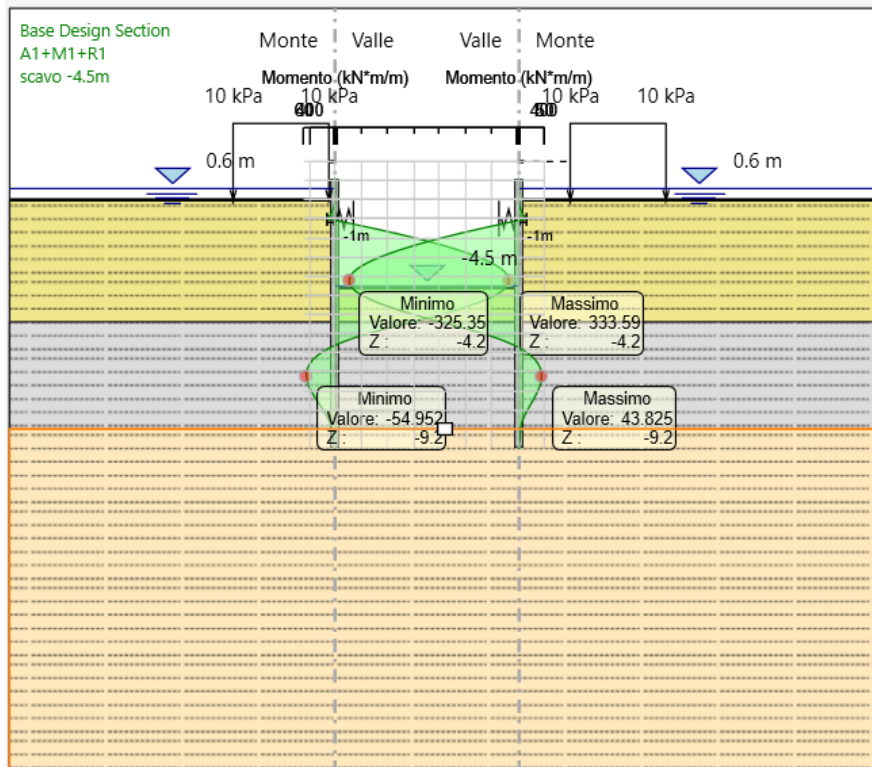 Base Design Section
A1+M1+R1
scavo -4.5m
Monte Valle Valle Monte
Momento (kN*m/m) Momento (kN*m/m)
10 kPa 10 kPa 10 kPa 10 kPa
0.6 m 0.6 m
-1m -1m
-4.5 m
Minimo
Valore: -325.35
Z : -4.2
Massimo
Valore: 333.59
Z : -4.2
Minimo
Valore: -54.952
Z : -9.2
Massimo
Valore: 43.825
Z : -9.2